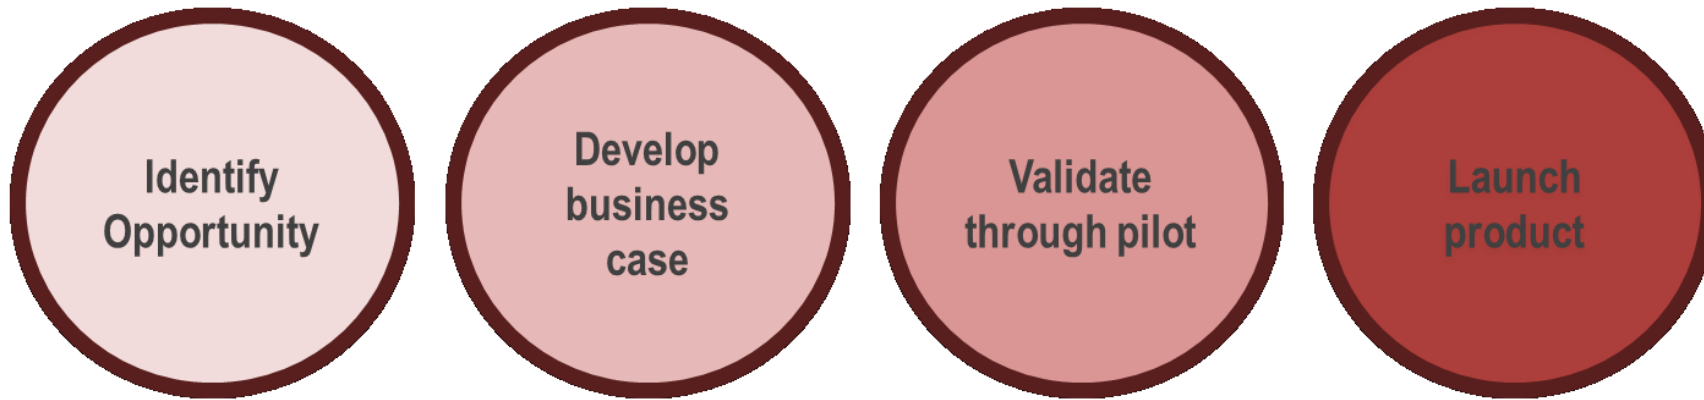 Identify
Opportunity
Develop
business
case
Validate
through pilot
Launch
product